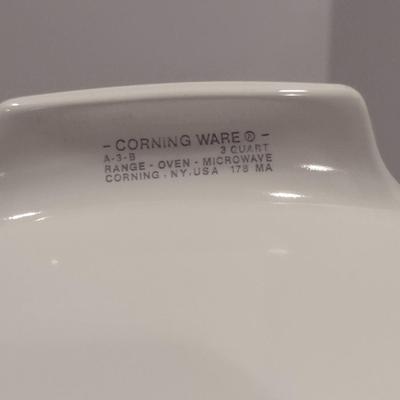 - CORNING WARE® -
A-3-B 3 QUART
RANGE - OVEN - MICROWAVE
CORNING, NY. USA 178 MA